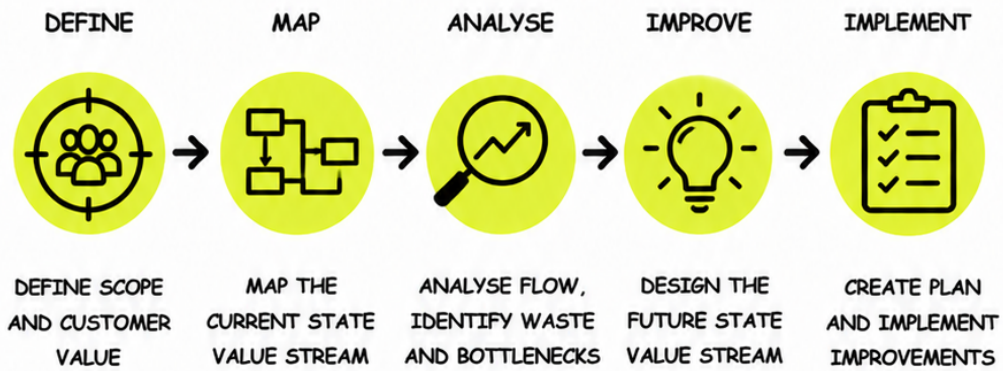 DEFINE
MAP
ANALYSE
IMPROVE
IMPLEMENT
DEFINE SCOPE
AND CUSTOMER
VALUE
MAP THE
CURRENT STATE
VALUE STREAM
ANALYSE FLOW,
IDENTIFY WASTE
AND BOTTLENECKS
DESIGN THE
FUTURE STATE
VALUE STREAM
CREATE PLAN
AND IMPLEMENT
IMPROVEMENTS